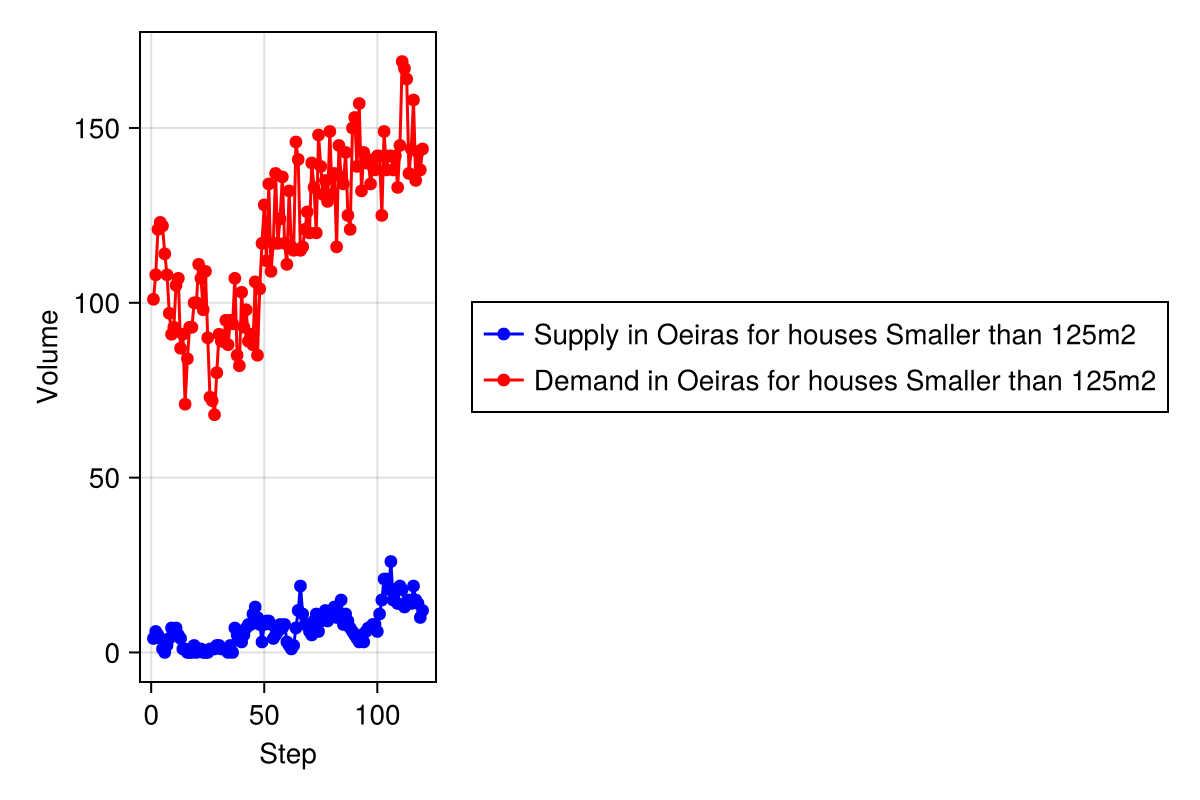 Volume
150
100
50
0
0 50 100
Step
Supply in Oeiras for houses Smaller than 125m2
Demand in Oeiras for houses Smaller than 125m2